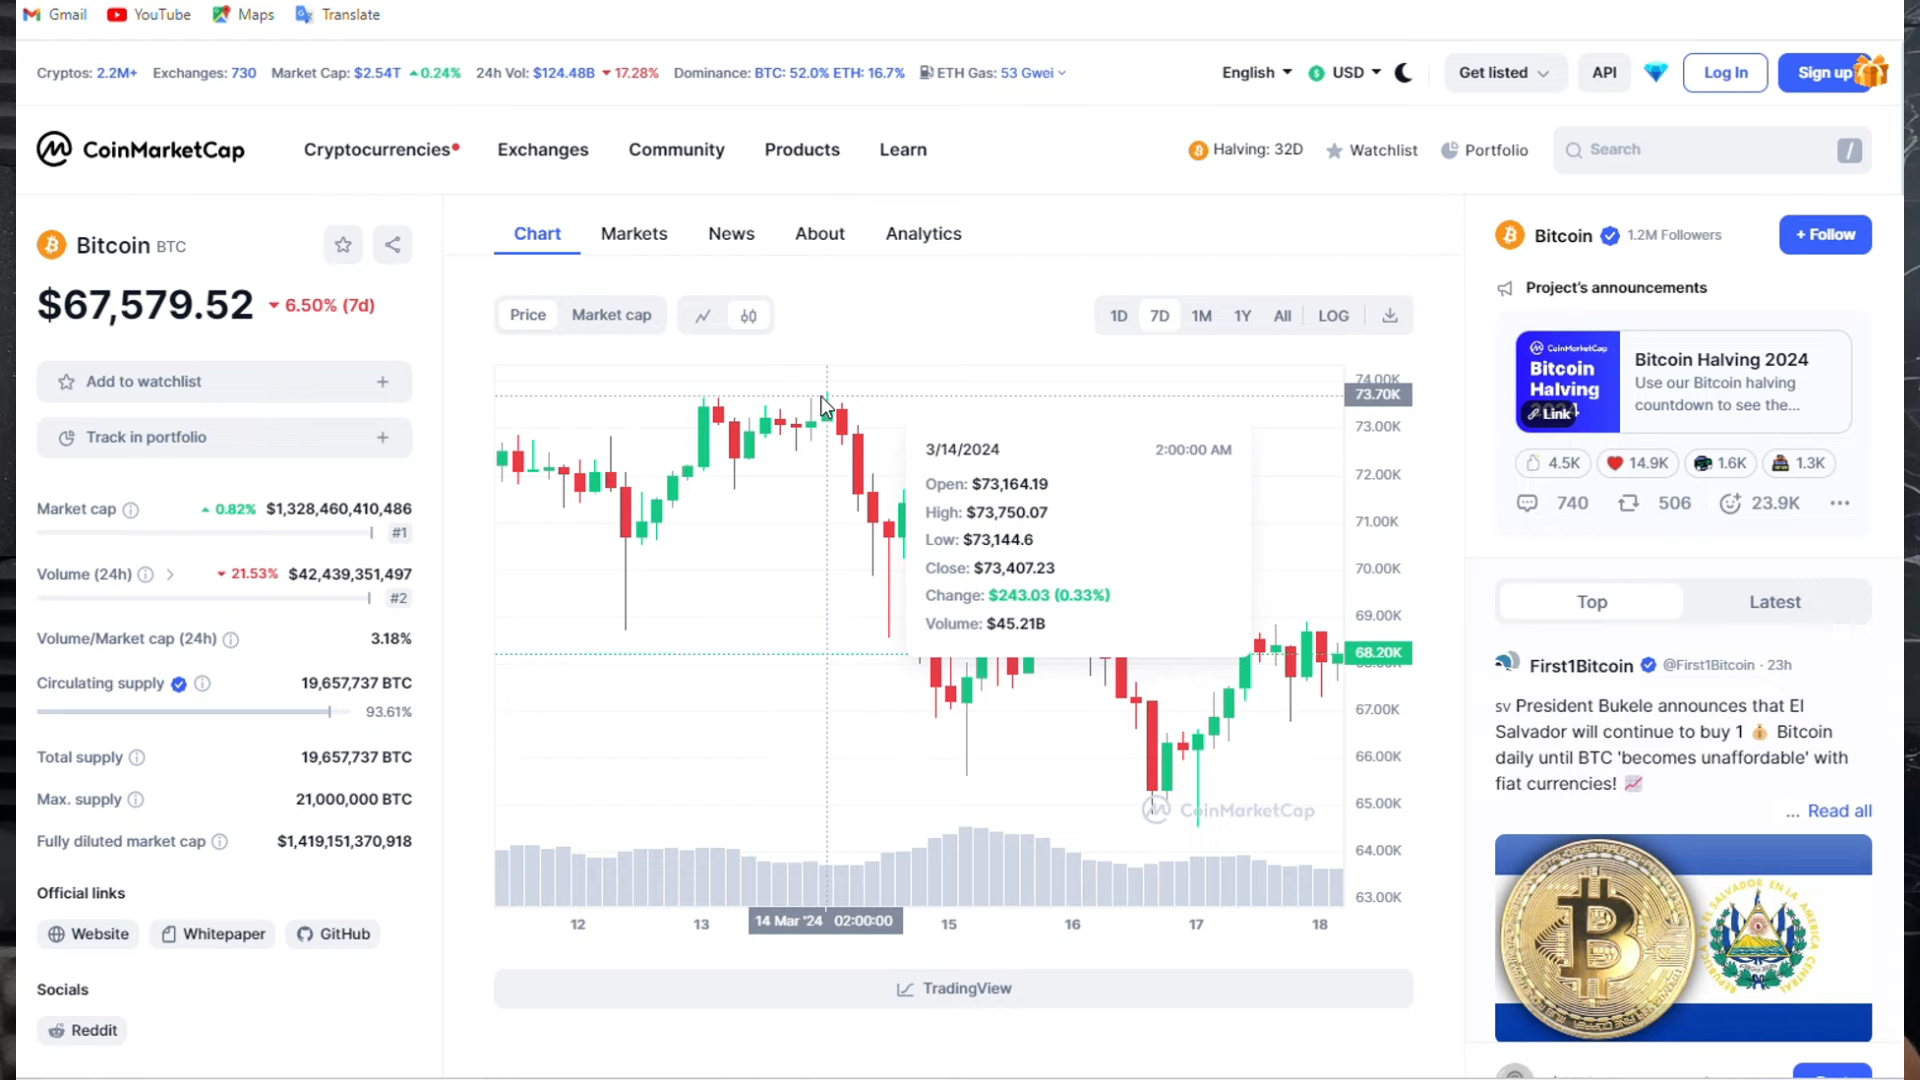 Gmail YouTube Maps Translate
Cryptos: 2.2M+ Exchanges: 730 Market Cap: $2.54T 0.24% 24h Vol: $124.48B 17.28% Dominance: BTC: 52.0% ETH: 16.7% ETH Gas: 53 Gwei
English USD Get listed API Log In Sign up
CoinMarketCap Cryptocurrencies Exchanges Community Products Learn Halving: 32D Watchlist Portfolio Search /
Bitcoin BTC
$67,579.52 6.50% (7d)
Add to watchlist +
Track in portfolio +
Market cap 0.82% $1,328,460,410,486
#1
Volume (24h) 21.53% $42,439,351,497
#2
Volume/Market cap (24h) 3.18%
Circulating supply 19,657,737 BTC
93.61%
Total supply 19,657,737 BTC
Max. supply 21,000,000 BTC
Fully diluted market cap $1,419,151,370,918
Official links
Website Whitepaper GitHub
Socials
Reddit
Chart Markets News About Analytics
Price Market cap 1D 7D 1M 1Y All LOG
74.00K
73.70K
73.00K
72.00K
71.00K
70.00K
69.00K
68.20K
67.00K
66.00K
65.00K
64.00K
63.00K
3/14/2024 2:00:00 AM
Open: $73,164.19
High: $73,750.07
Low: $73,144.6
Close: $73,407.23
Change: $243.03 (0.33%)
Volume: $45.21B
CoinMarketCap
12 13 14 Mar '24 02:00:00 15 16 17 18
TradingView
Bitcoin 1.2M Followers + Follow
Project's announcements
CoinMarketCap
Bitcoin
Halving
Link
Bitcoin Halving 2024
Use our Bitcoin halving
countdown to see the...
4.5K 14.9K 1.6K 1.3K
740 506 23.9K
Top Latest
First1Bitcoin @First1Bitcoin · 23h
sv President Bukele announces that El
Salvador will continue to buy 1 💰 Bitcoin
daily until BTC 'becomes unaffordable' with
fiat currencies! 📈
... Read all